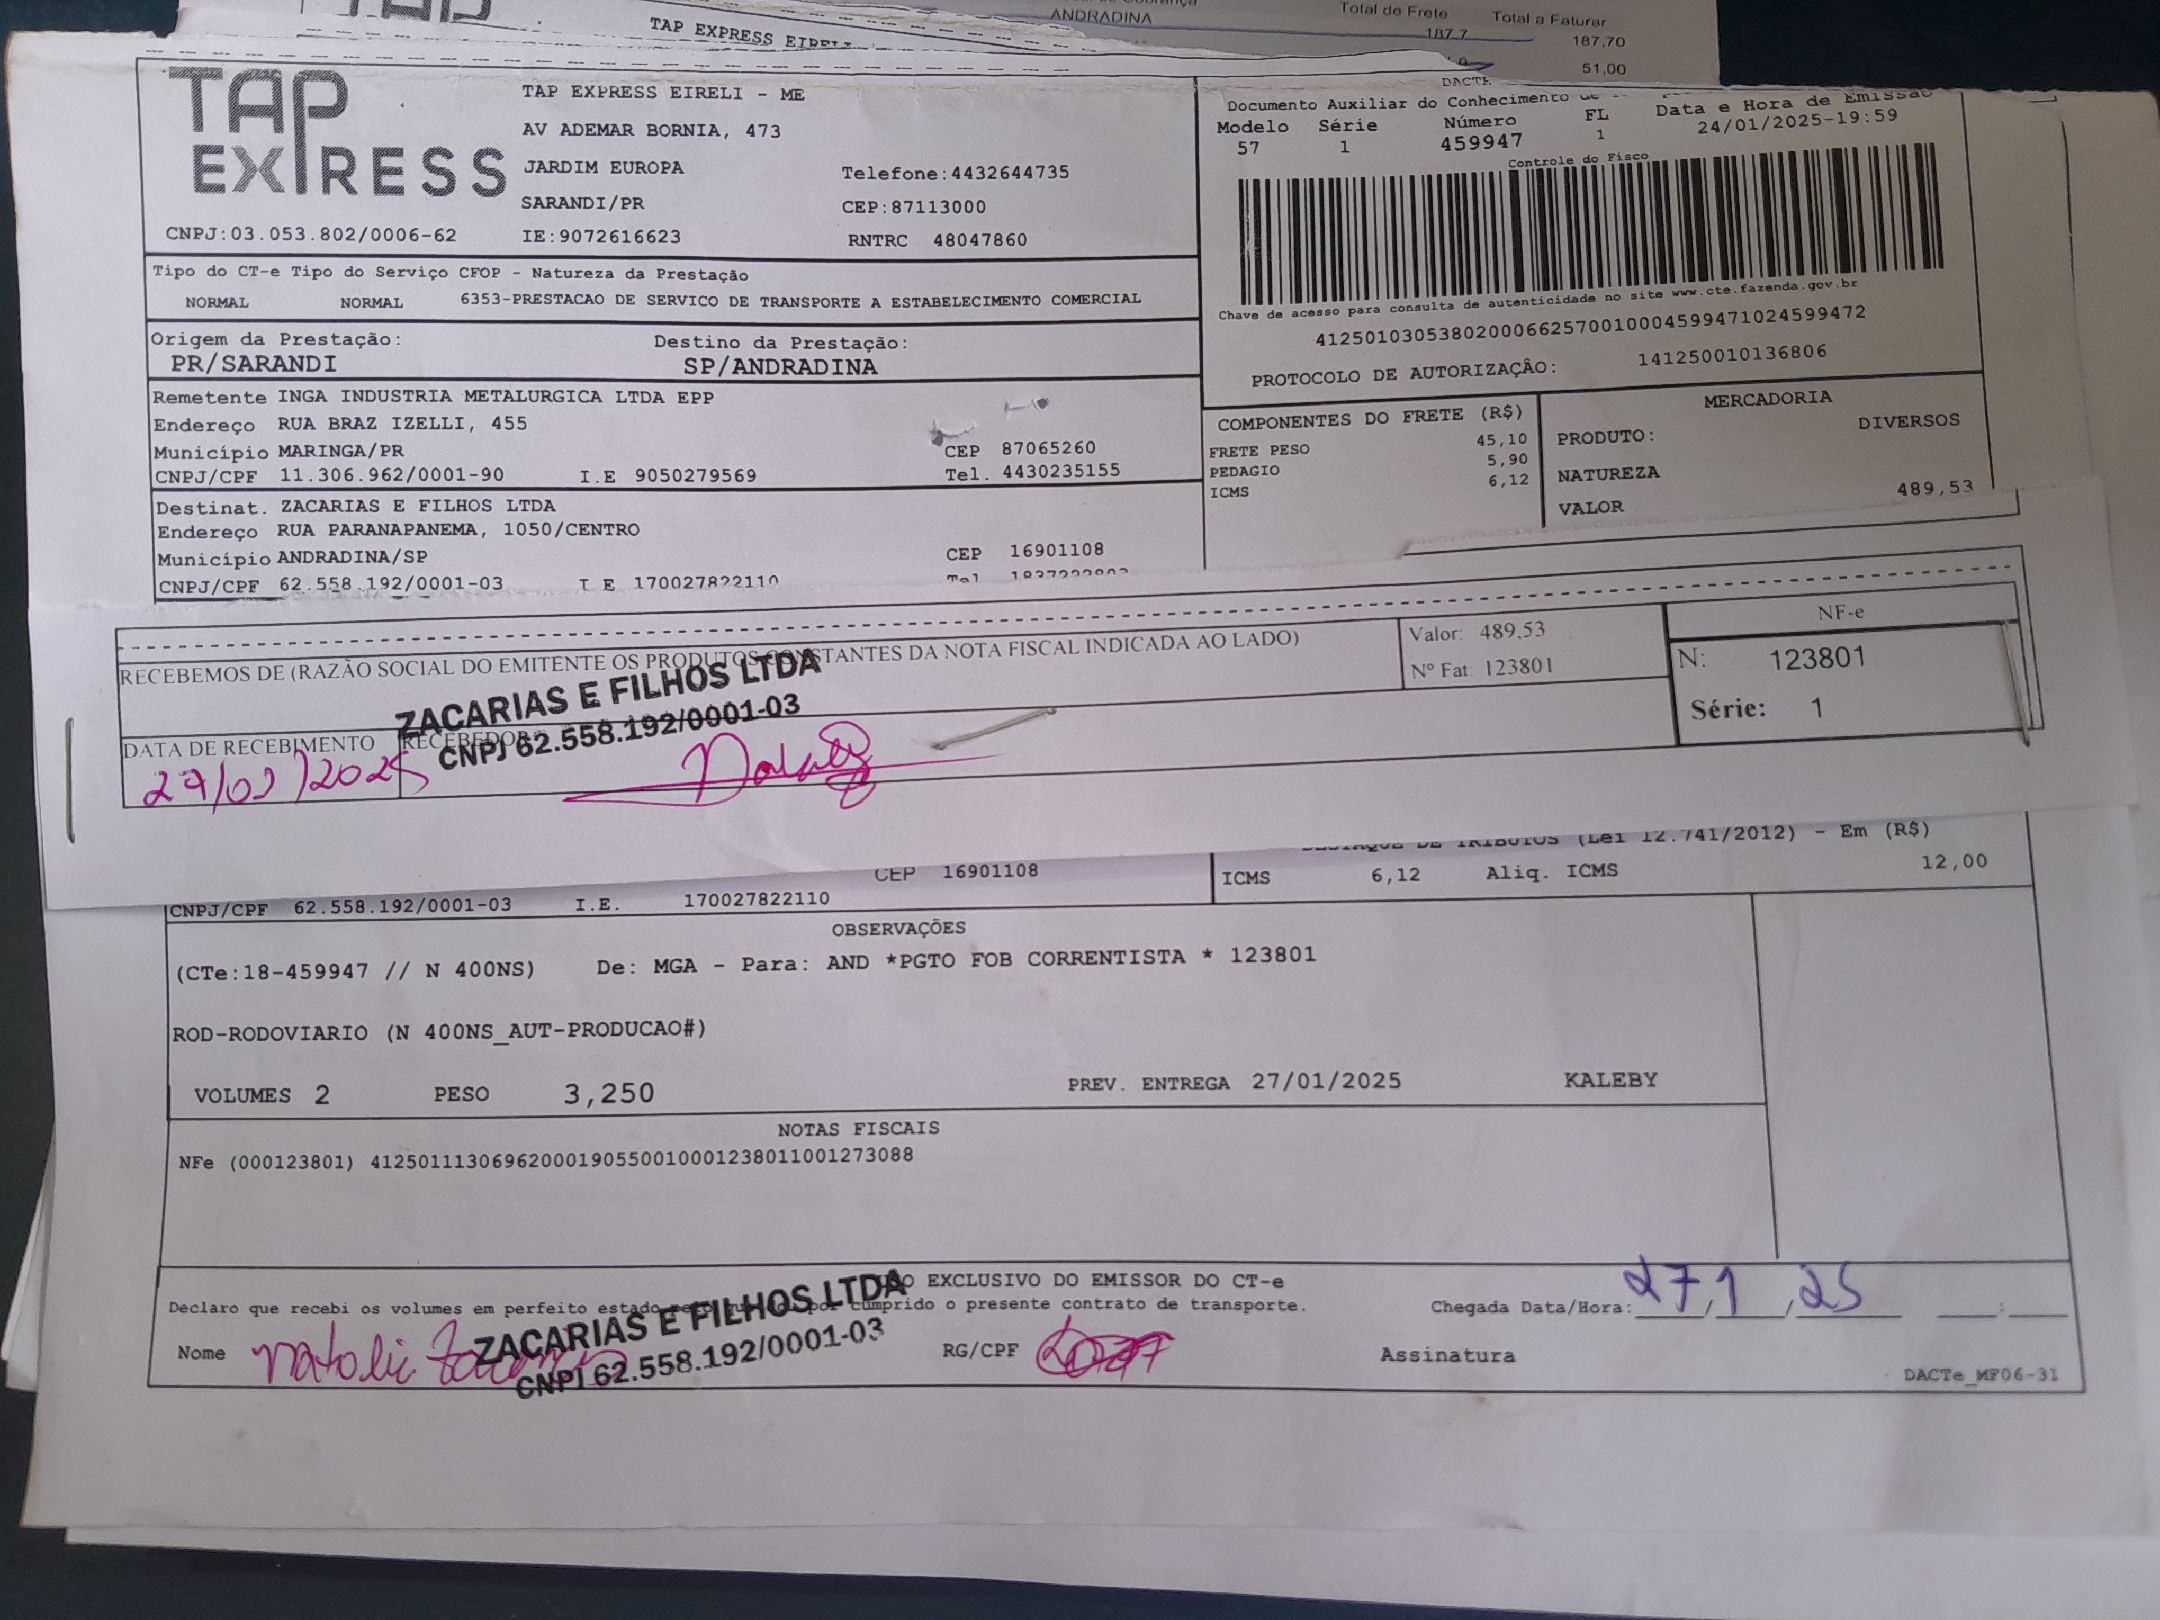 ANDRADINA
Total do Frete
Total a Faturar
187,7
187,70
51,00
TAP EXPRESS EIRELI
TAP EXPRESS
TAP EXPRESS EIRELI - ME
AV ADEMAR BORNIA, 473
JARDIM EUROPA
Telefone:4432644735
SARANDI/PR
CEP:87113000
CNPJ:03.053.802/0006-62
IE:9072616623
RNTRC 48047860
DACTE
Documento Auxiliar do Conhecimento de
Data e Hora de Emissão
Modelo Série Número FL
57 1 459947 1 24/01/2025-19:59
Controle do Fisco
Chave de acesso para consulta de autenticidade no site www.cte.fazenda.gov.br
41250103053802000662570010004599471024599472
PROTOCOLO DE AUTORIZAÇÃO: 141250010136806
Tipo do CT-e Tipo do Serviço CFOP - Natureza da Prestação
NORMAL NORMAL 6353-PRESTACAO DE SERVICO DE TRANSPORTE A ESTABELECIMENTO COMERCIAL
Origem da Prestação: Destino da Prestação:
PR/SARANDI SP/ANDRADINA
Remetente INGA INDUSTRIA METALURGICA LTDA EPP
Endereço RUA BRAZ IZELLI, 455
Município MARINGA/PR CEP 87065260
CNPJ/CPF 11.306.962/0001-90 I.E 9050279569 Tel. 4430235155
COMPONENTES DO FRETE (R$)
FRETE PESO 45,10
PEDAGIO 5,90
ICMS 6,12
MERCADORIA
PRODUTO: DIVERSOS
NATUREZA
VALOR 489,53
Destinat. ZACARIAS E FILHOS LTDA
Endereço RUA PARANAPANEMA, 1050/CENTRO
Município ANDRADINA/SP CEP 16901108
CNPJ/CPF 62.558.192/0001-03 I E 170027822110 Tel
RECEBEMOS DE (RAZÃO SOCIAL DO EMITENTE OS PRODUTOS CONSTANTES DA NOTA FISCAL INDICADA AO LADO)
Valor: 489,53
Nº Fat: 123801
NF-e
N: 123801
Série: 1
ZACARIAS E FILHOS LTDA
CNPJ 62.558.192/0001-03
DATA DE RECEBIMENTO
RECEBEDOR
27/01/2025
DESTAQUE DE TRIBUTOS (Lei 12.741/2012) - Em (R$)
CEP 16901108
ICMS 6,12 Aliq. ICMS 12,00
CNPJ/CPF 62.558.192/0001-03 I.E. 170027822110
OBSERVAÇÕES
(CTe:18-459947 // N 400NS) De: MGA - Para: AND *PGTO FOB CORRENTISTA * 123801
ROD-RODOVIARIO (N 400NS_AUT-PRODUCAO#)
VOLUMES 2 PESO 3,250 PREV. ENTREGA 27/01/2025 KALEBY
NOTAS FISCAIS
NFe (000123801) 41250111306962000190550010001238011001273088
USO EXCLUSIVO DO EMISSOR DO CT-e
Declaro que recebi os volumes em perfeito estado cumprido o presente contrato de transporte.
Chegada Data/Hora: 27/1/25 :
ZACARIAS E FILHOS LTDA
CNPJ 62.558.192/0001-03
Nome
RG/CPF
Assinatura
DACTe_MF06-31